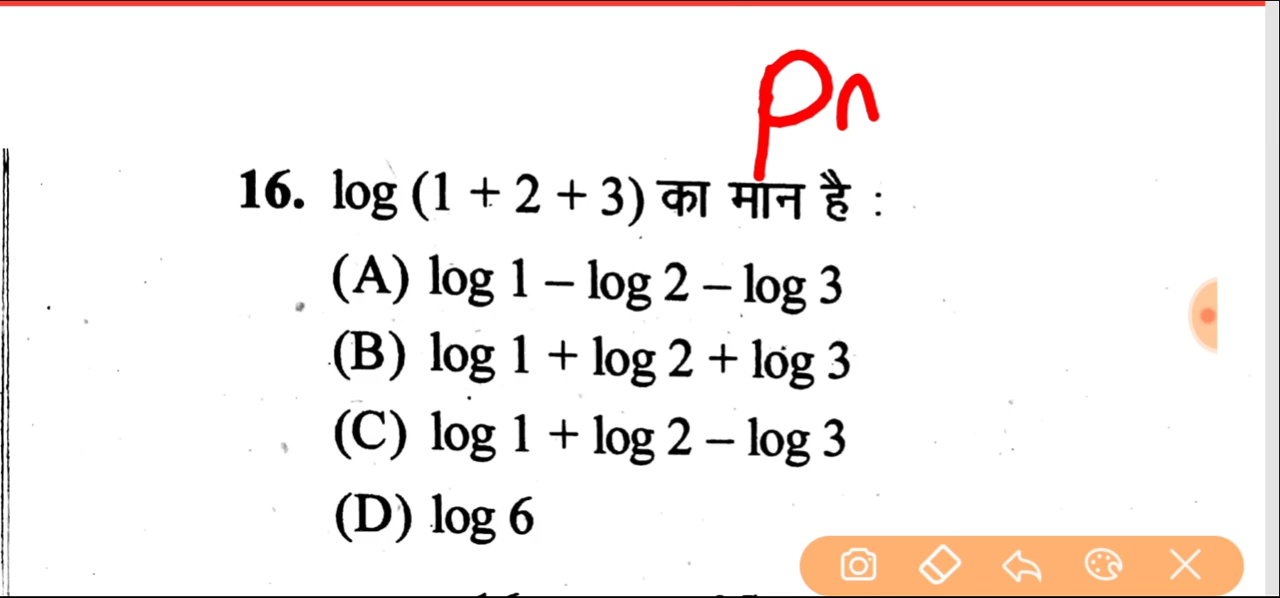 Pn
16. log (1 + 2 + 3) का मान है :
(A) log 1 – log 2 – log 3
(B) log 1 + log 2 + log 3
(C) log 1 + log 2 – log 3
(D) log 6